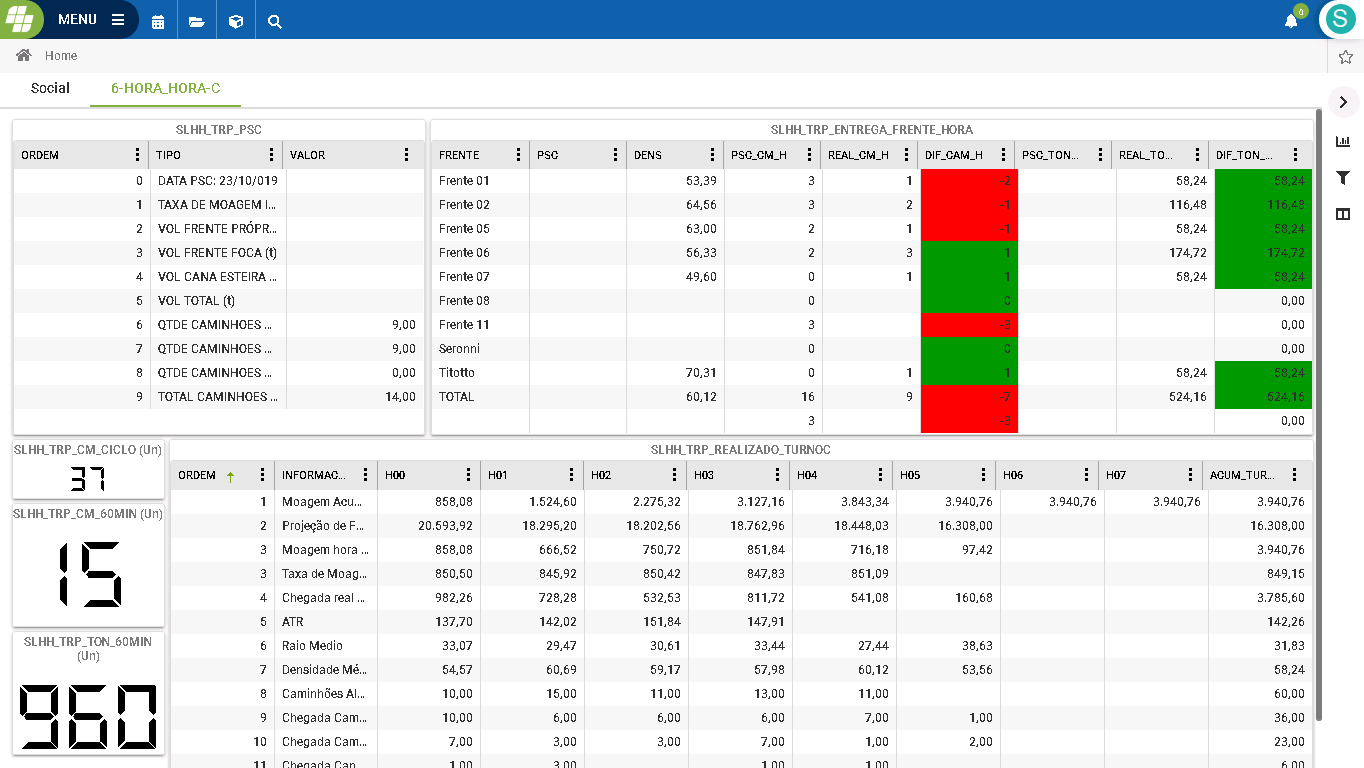 MENU
0
S
Home
Social 6-HORA_HORA-C
SLHH_TRP_PSC
ORDEM TIPO VALOR
0 DATA PSC: 23/10/019
1 TAXA DE MOAGEM I...
2 VOL FRENTE PRÓPR...
3 VOL FRENTE FOCA (t)
4 VOL CANA ESTEIRA ...
5 VOL TOTAL (t)
6 QTDE CAMINHOES ... 9,00
7 QTDE CAMINHOES ... 9,00
8 QTDE CAMINHOES ... 0,00
9 TOTAL CAMINHOES ... 14,00
SLHH_TRP_ENTREGA_FRENTE_HORA
FRENTE PSC DENS PSC_CM_H REAL_CM_H DIF_CAM_H PSC_TON... REAL_TO... DIF_TON_...
Frente 01 53,39 3 1 -2 58,24 58,24
Frente 02 64,56 3 2 -1 116,48 116,48
Frente 05 63,00 2 1 -1 58,24 58,24
Frente 06 56,33 2 3 1 174,72 174,72
Frente 07 49,60 0 1 1 58,24 58,24
Frente 08 0 0 0,00
Frente 11 3 -3 0,00
Seronni 0 0 0,00
Titotto 70,31 0 1 1 58,24 58,24
TOTAL 60,12 16 9 -7 524,16 524,16
3 3 0,00
SLHH_TRP_CM_CICLO (Un)
37
SLHH_TRP_CM_60MIN (Un)
15
SLHH_TRP_TON_60MIN
(Un)
960
SLHH_TRP_REALIZADO_TURNOC
ORDEM INFORMAC... H00 H01 H02 H03 H04 H05 H06 H07 ACUM_TUR...
1 Moagem Acu... 858,08 1.524,60 2.275,32 3.127,16 3.843,34 3.940,76 3.940,76 3.940,76 3.940,76
2 Projeção de F... 20.593,92 18.295,20 18.202,56 18.762,96 18.448,03 16.308,00 16.308,00
3 Moagem hora ... 858,08 666,52 750,72 851,84 716,18 97,42 3.940,76
3 Taxa de Moag... 850,50 845,92 850,42 847,83 851,09 849,15
4 Chegada real ... 982,26 728,28 532,53 811,72 541,08 160,68 3.785,60
5 ATR 137,70 142,02 151,84 147,91 142,26
6 Raio Medio 33,07 29,47 30,61 33,44 27,44 38,63 31,83
7 Densidade Mé... 54,57 60,69 59,17 57,98 60,12 53,56 58,24
8 Caminhões Al... 10,00 15,00 11,00 13,00 11,00 60,00
9 Chegada Cam... 10,00 6,00 6,00 6,00 7,00 1,00 36,00
10 Chegada Cam... 7,00 3,00 3,00 7,00 1,00 2,00 23,00
11 Chegada Can... 1,00 3,00 1,00 1,00 6,00